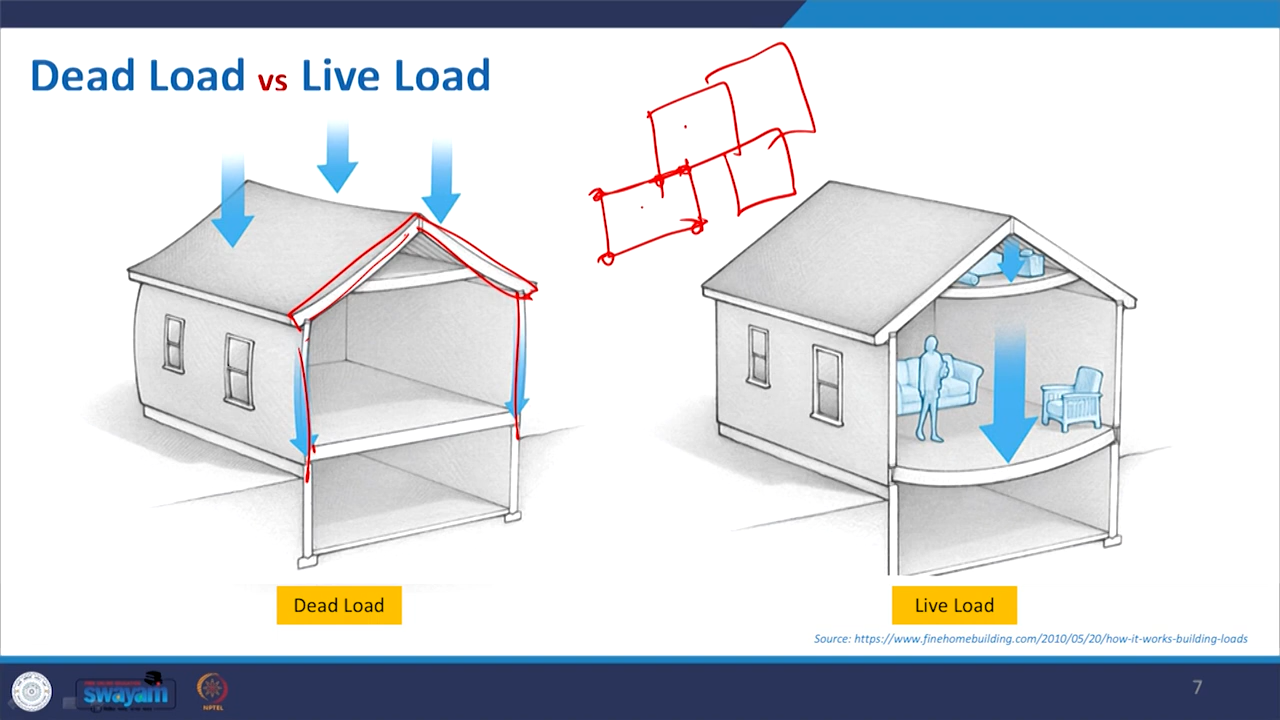 Dead Load vs Live Load
Dead Load
Live Load
Source: https://www.finehomebuilding.com/2010/05/20/how-it-works-building-loads
swayam
NPTEL
7